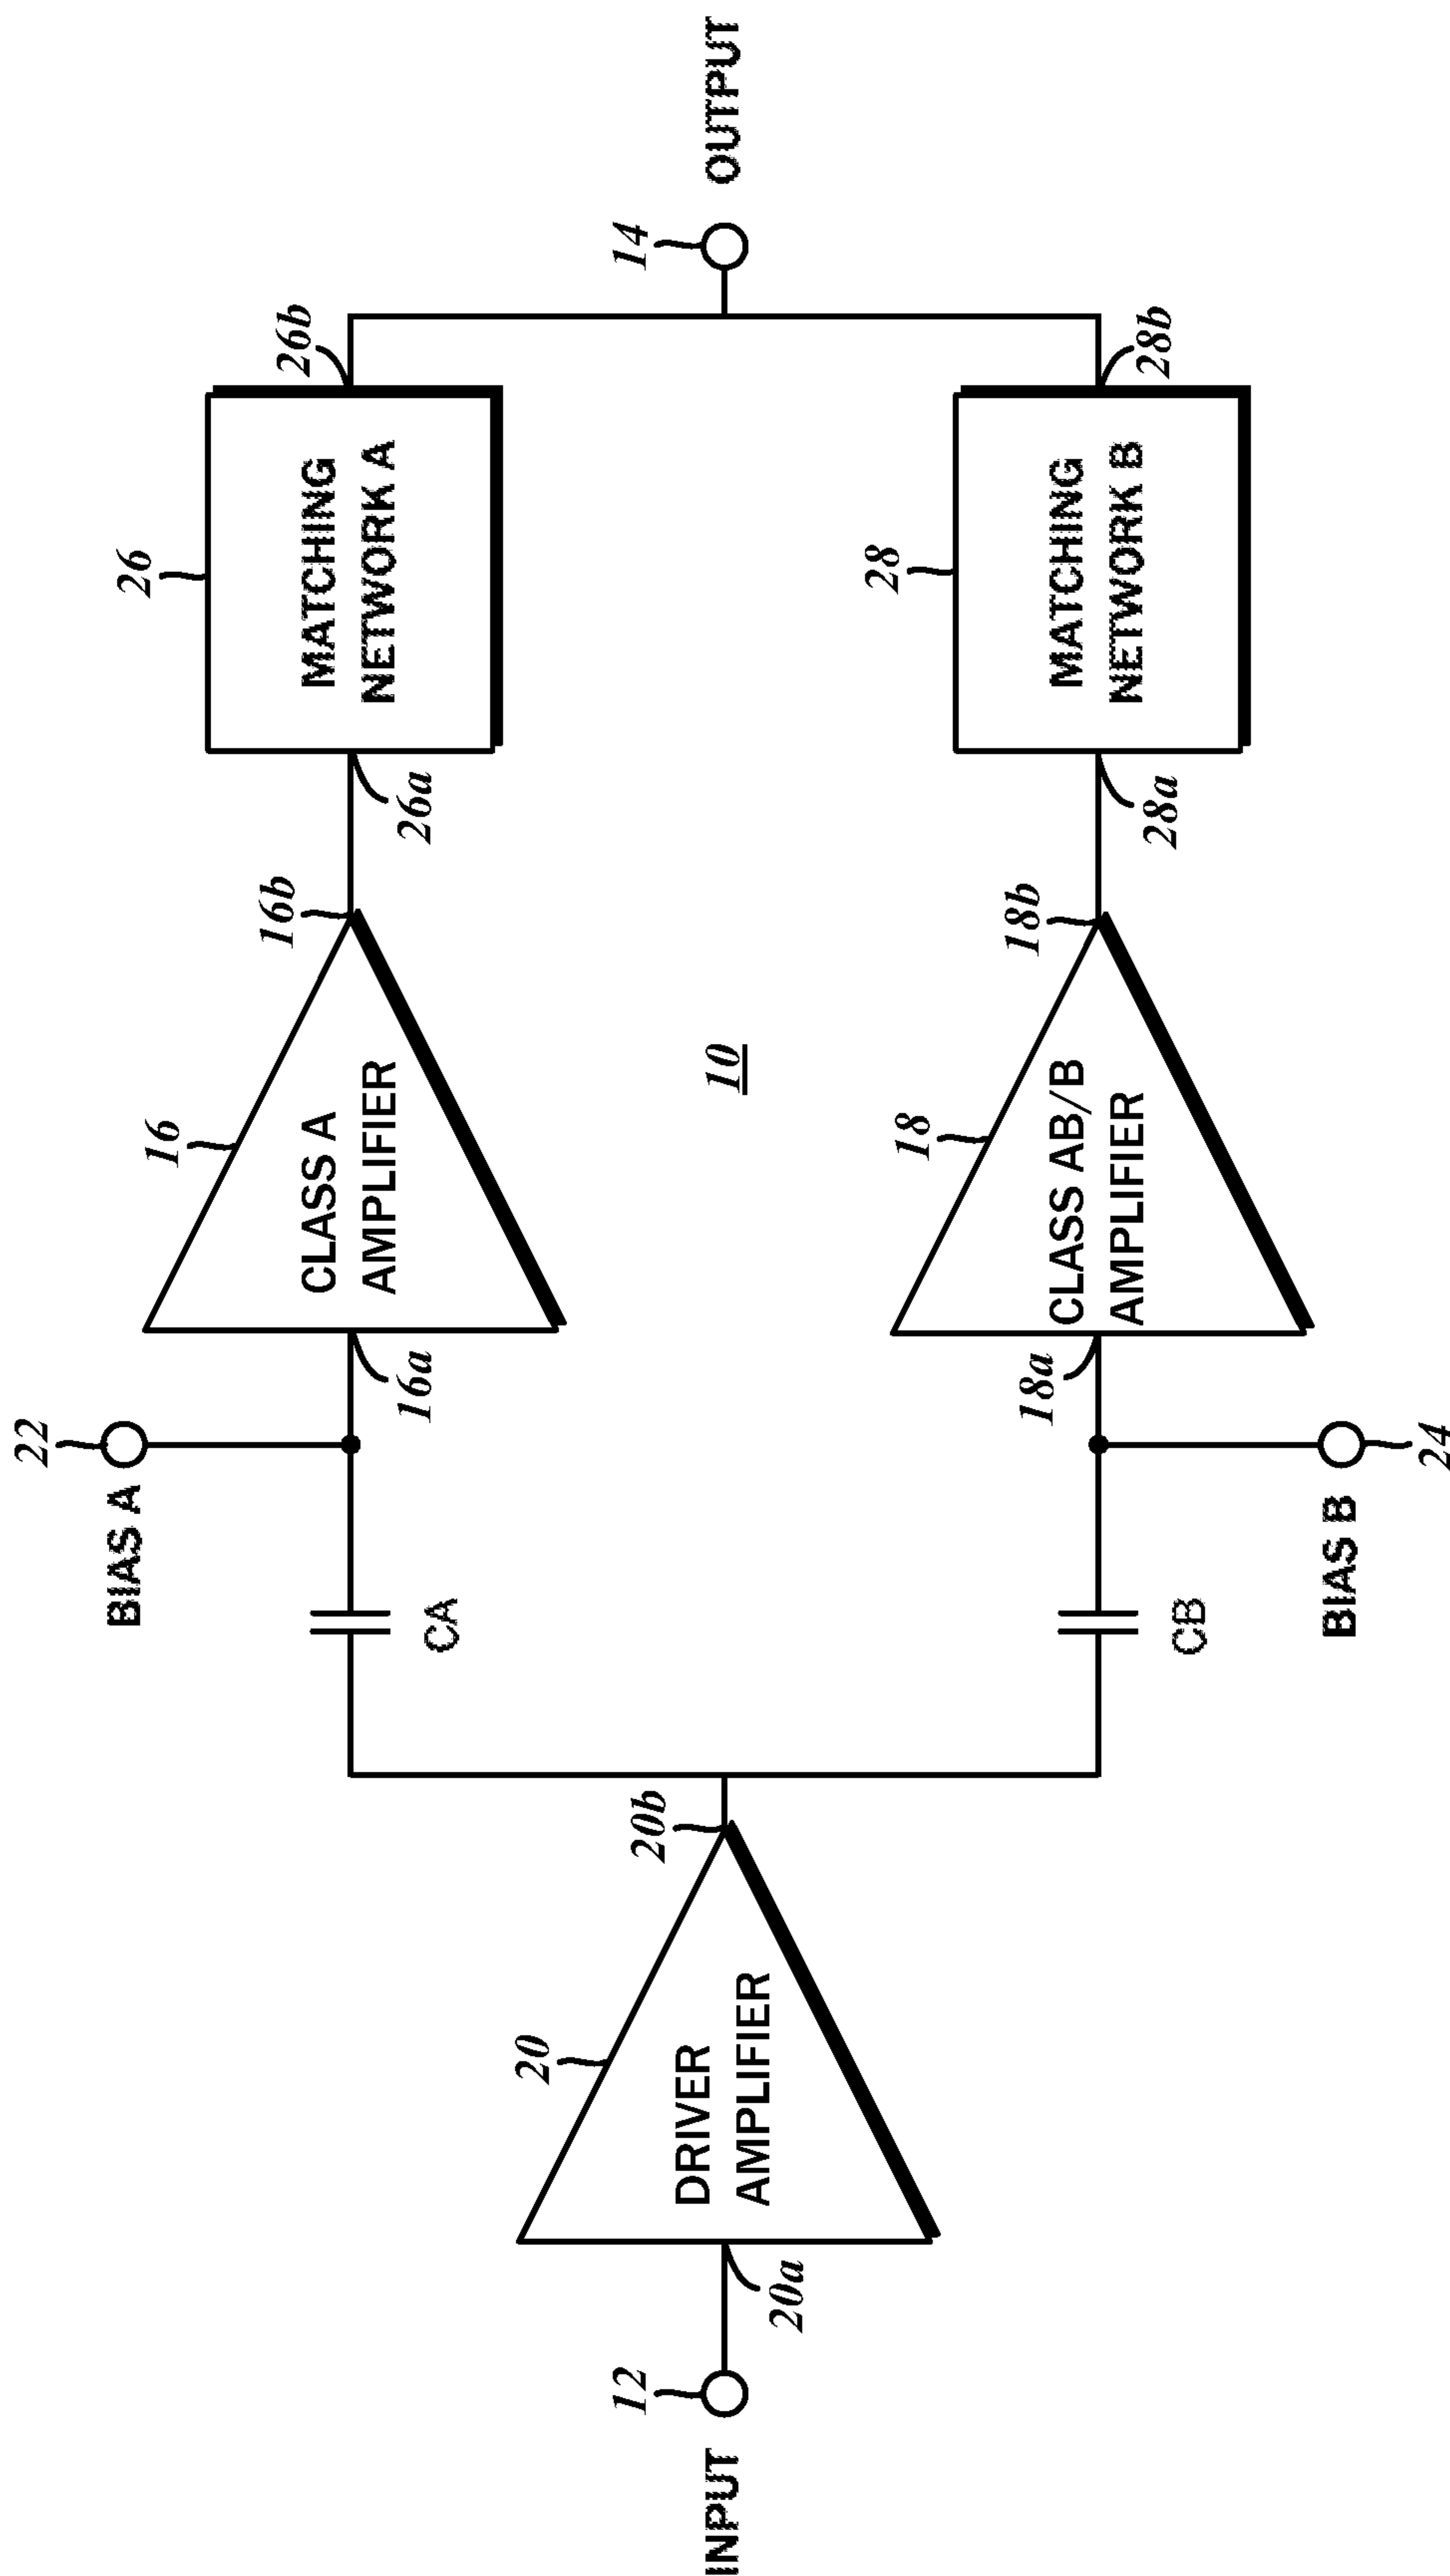 INPUT
12
20a
20
DRIVER
AMPLIFIER
20b
CA
BIAS A
22
16a
16
CLASS A
AMPLIFIER
16b
26a
26
MATCHING
NETWORK A
26b
10
CB
BIAS B
24
18a
18
CLASS AB/B
AMPLIFIER
18b
28a
28
MATCHING
NETWORK B
28b
14
OUTPUT